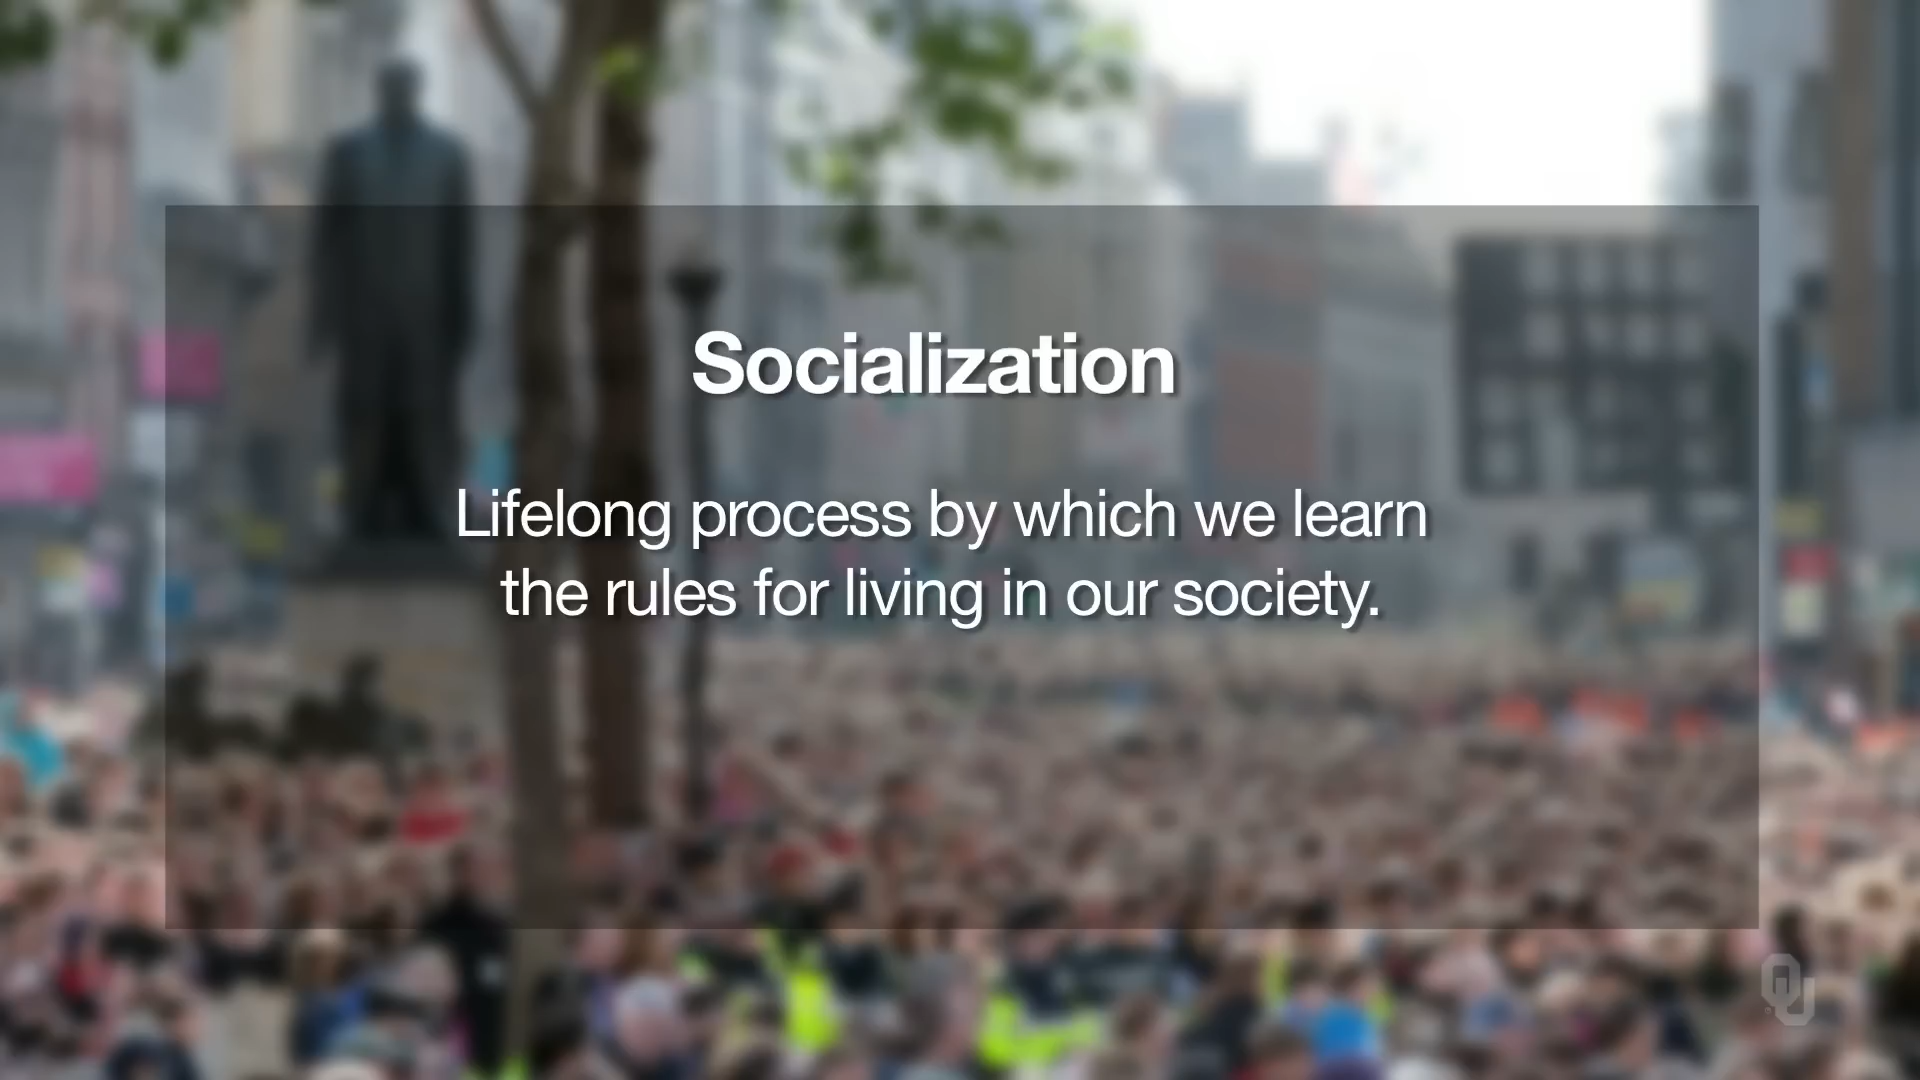 Socialization
Lifelong process by which we learn
the rules for living in our society.